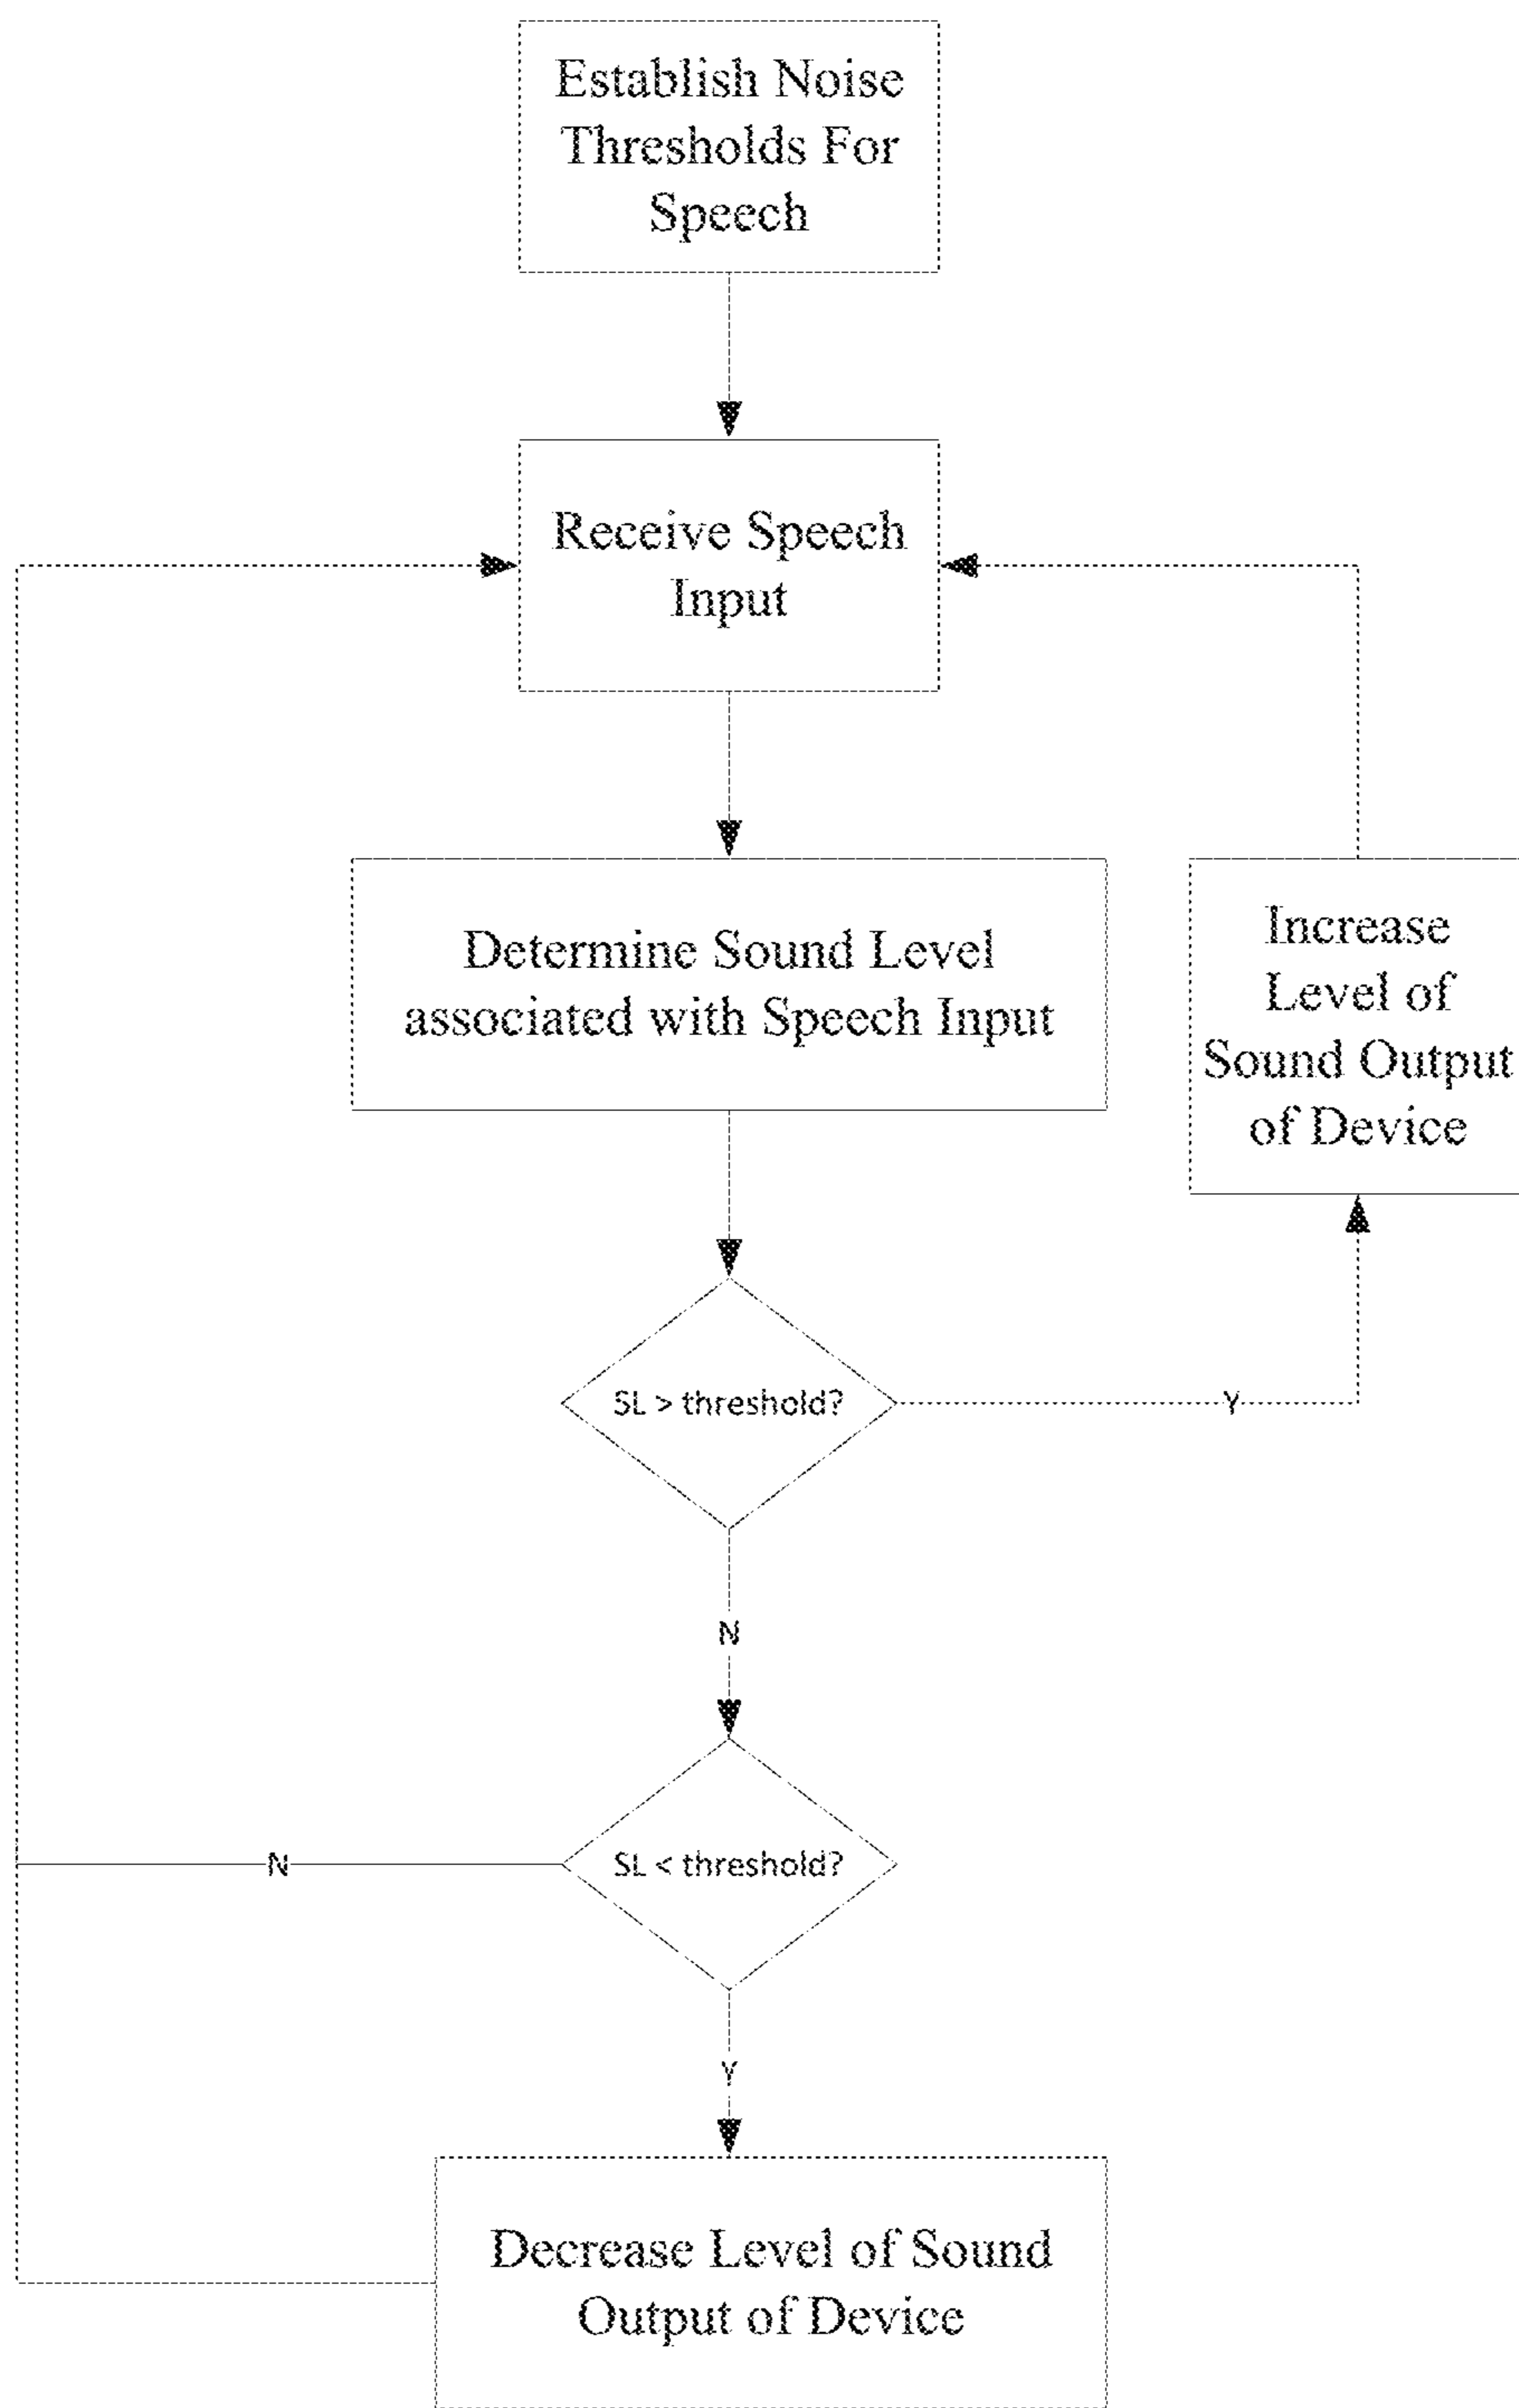 Establish Noise
Thresholds For
Speech
Receive Speech
Input
Determine Sound Level
associated with Speech Input
Increase
Level of
Sound Output
of Device
SL > threshold?
Y
N
SL < threshold?
N
Y
Decrease Level of Sound
Output of Device